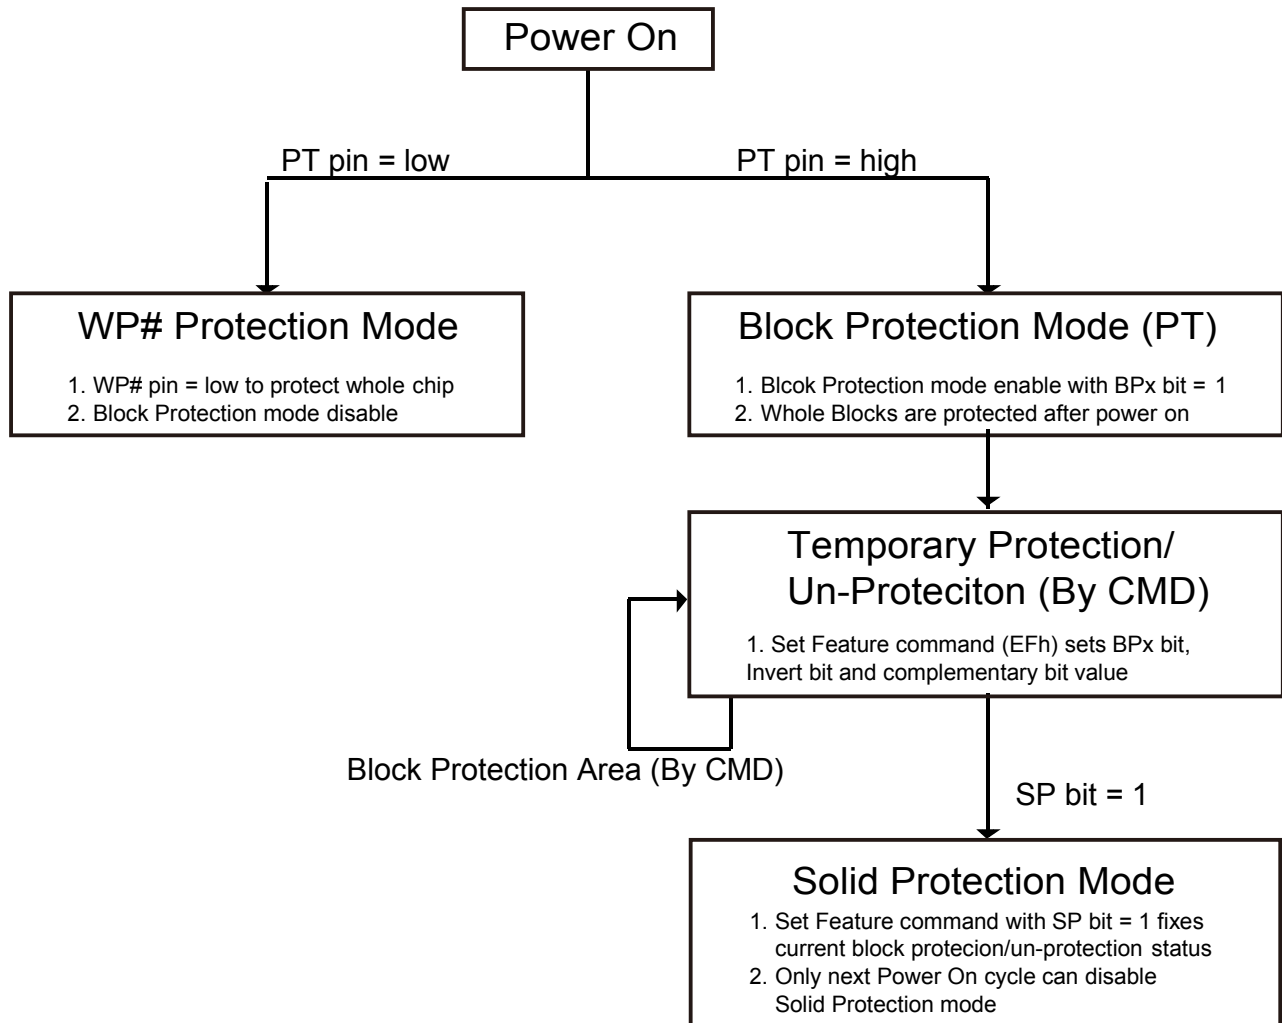 Power On
PT pin = low
PT pin = high
WP# Protection Mode
1. WP# pin = low to protect whole chip
2. Block Protection mode disable
Block Protection Mode (PT)
1. Blcok Protection mode enable with BPx bit = 1
2. Whole Blocks are protected after power on
Temporary Protection/
Un-Proteciton (By CMD)
1. Set Feature command (EFh) sets BPx bit,
Invert bit and complementary bit value
Block Protection Area (By CMD)
SP bit = 1
Solid Protection Mode
1. Set Feature command with SP bit = 1 fixes
current block protecion/un-protection status
2. Only next Power On cycle can disable
Solid Protection mode